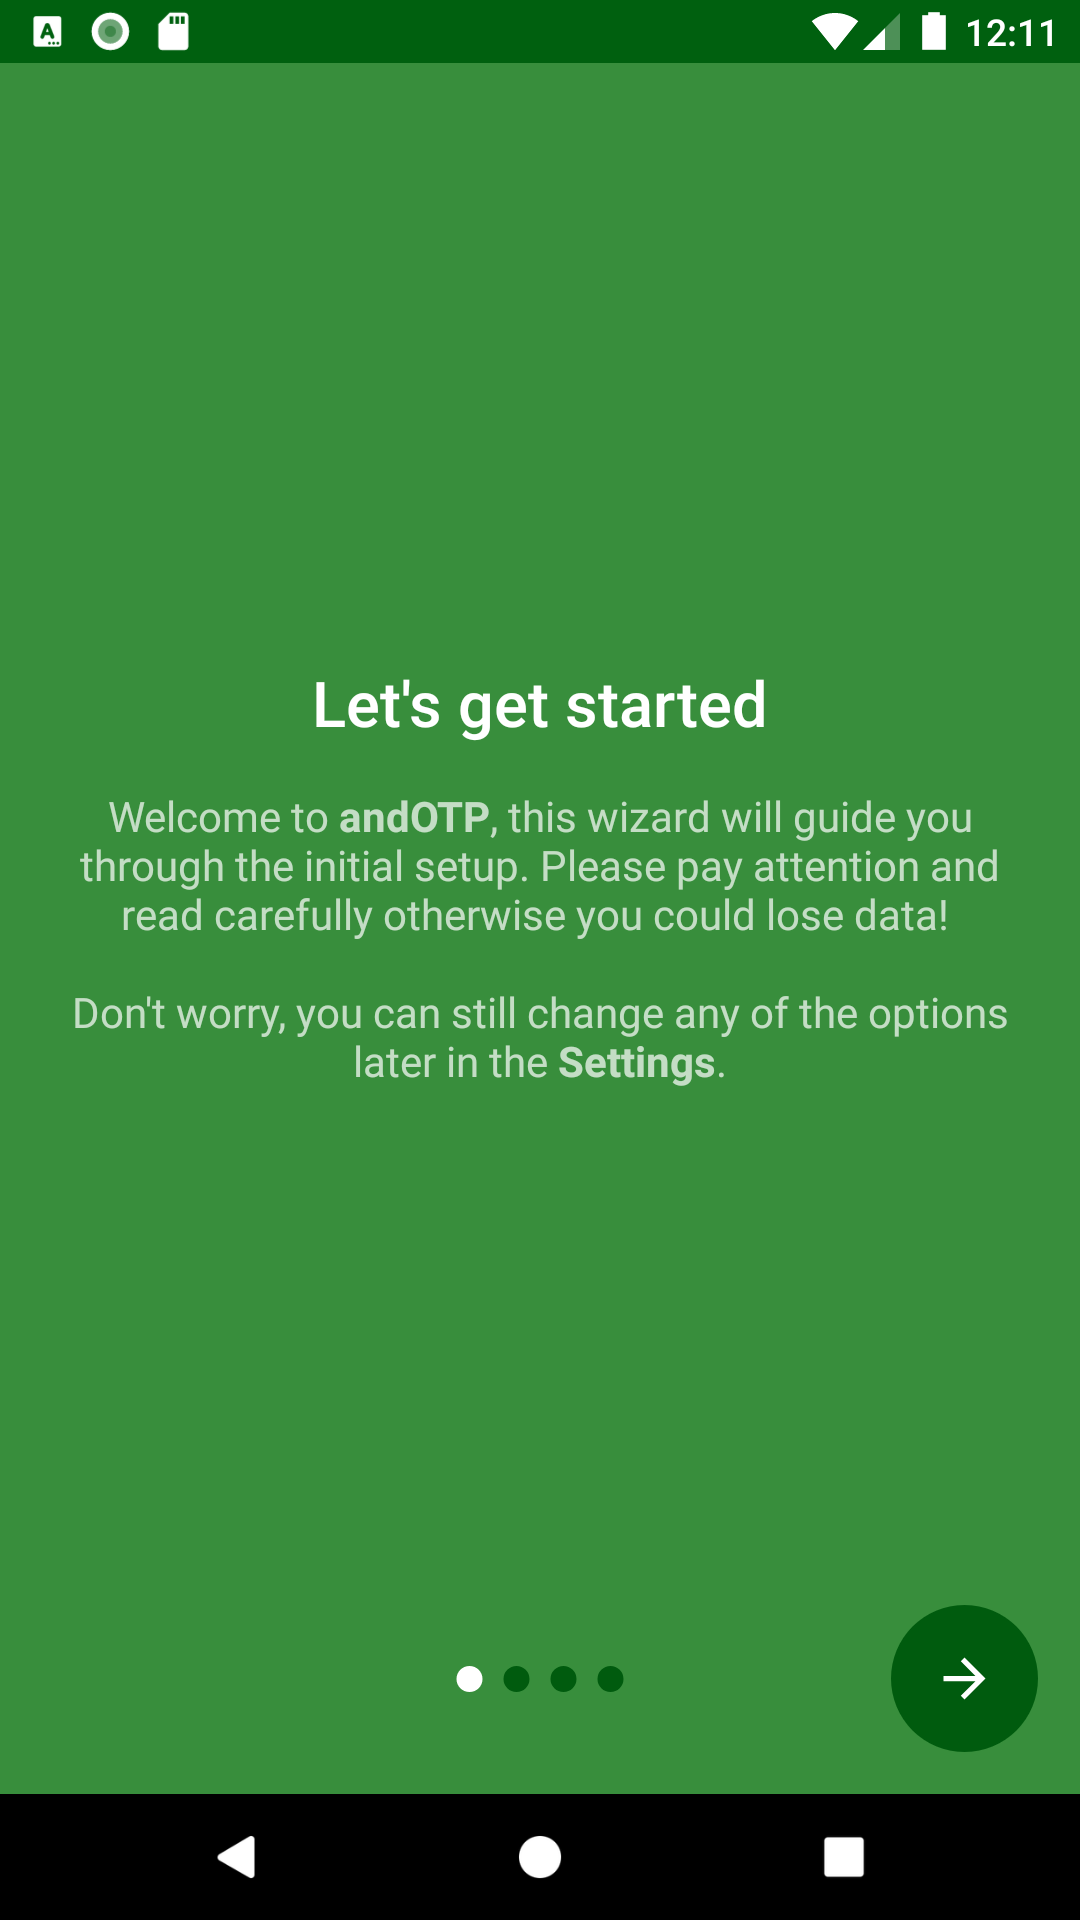 12:11
Let's get started
Welcome to andOTP, this wizard will guide you
through the initial setup. Please pay attention and
read carefully otherwise you could lose data!
Don't worry, you can still change any of the options
later in the Settings.